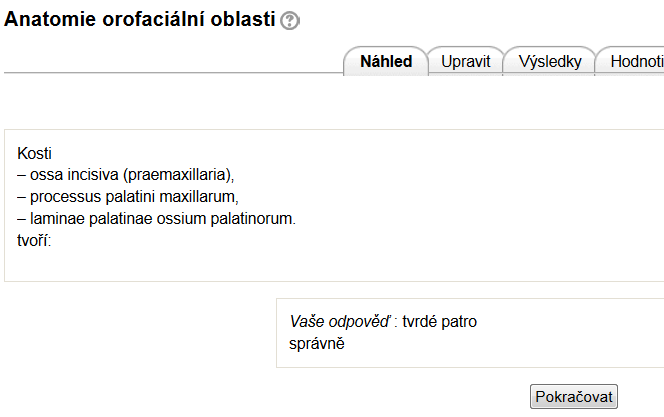 Anatomie orofaciální oblasti ?
Náhled Upravit Výsledky Hodnoti
Kosti
– ossa incisiva (praemaxillaria),
– processus palatini maxillarum,
– laminae palatinae ossium palatinorum.
tvoří:
Vaše odpověď : tvrdé patro
správně
Pokračovat